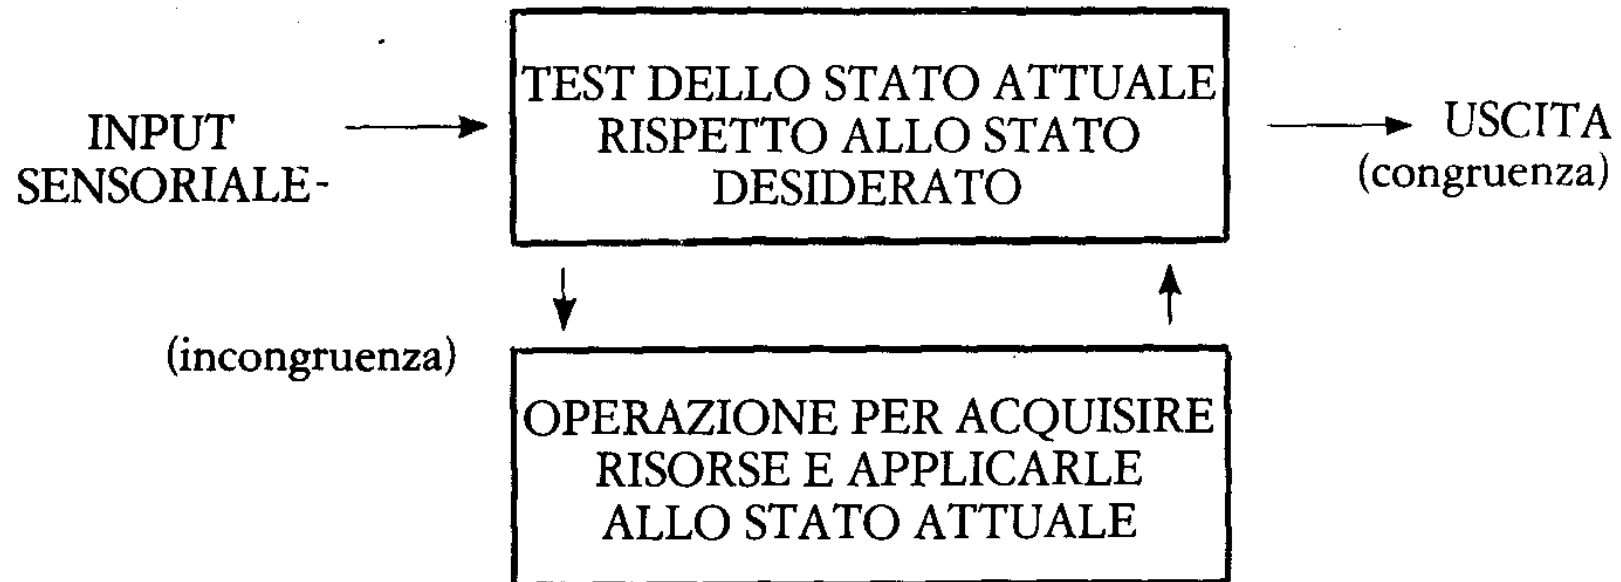 INPUT
SENSORIALE-
TEST DELLO STATO ATTUALE
RISPETTO ALLO STATO
DESIDERATO
USCITA
(congruenza)
(incongruenza)
OPERAZIONE PER ACQUISIRE
RISORSE E APPLICARLE
ALLO STATO ATTUALE